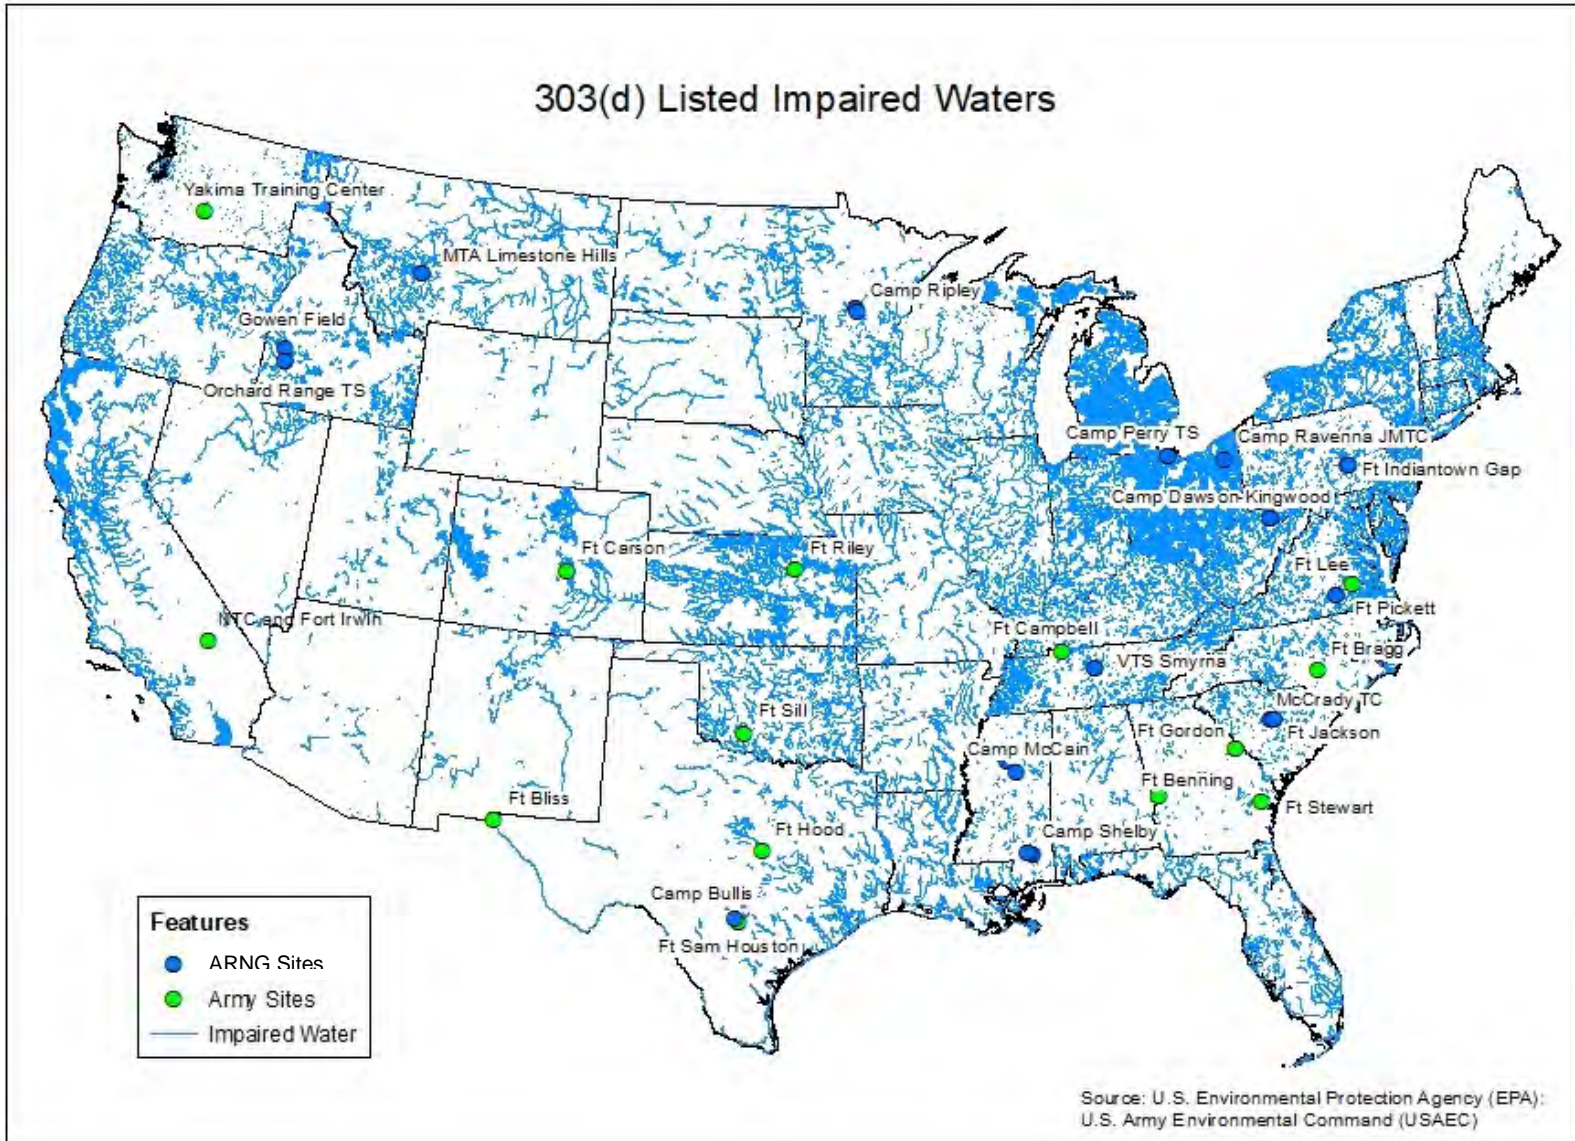 303(d) Listed Impaired Waters
Yakima Training Center
MTA Limestone Hills
Camp Ripley
Gowen Field
Orchard Range TS
Camp Perry TS
Camp Ravenna JMTC
Ft Indiantown Gap
Camp Dawson-Kingwood
Ft Carson
Ft Riley
Ft Lee
Ft Pickett
NTC and Fort Irwin
Ft Campbell
Ft Bragg
VTS Smyrna
McCrady TC
Ft Sill
Ft Gordon
Ft Jackson
Camp McCain
Ft Benning
Ft Bliss
Ft Stewart
Ft Hood
Camp Shelby
Camp Bullis
Ft Sam Houston
Features
ARNG Sites
Army Sites
Impaired Water
Source: U.S. Environmental Protection Agency (EPA):
U.S. Army Environmental Command (USAEC)